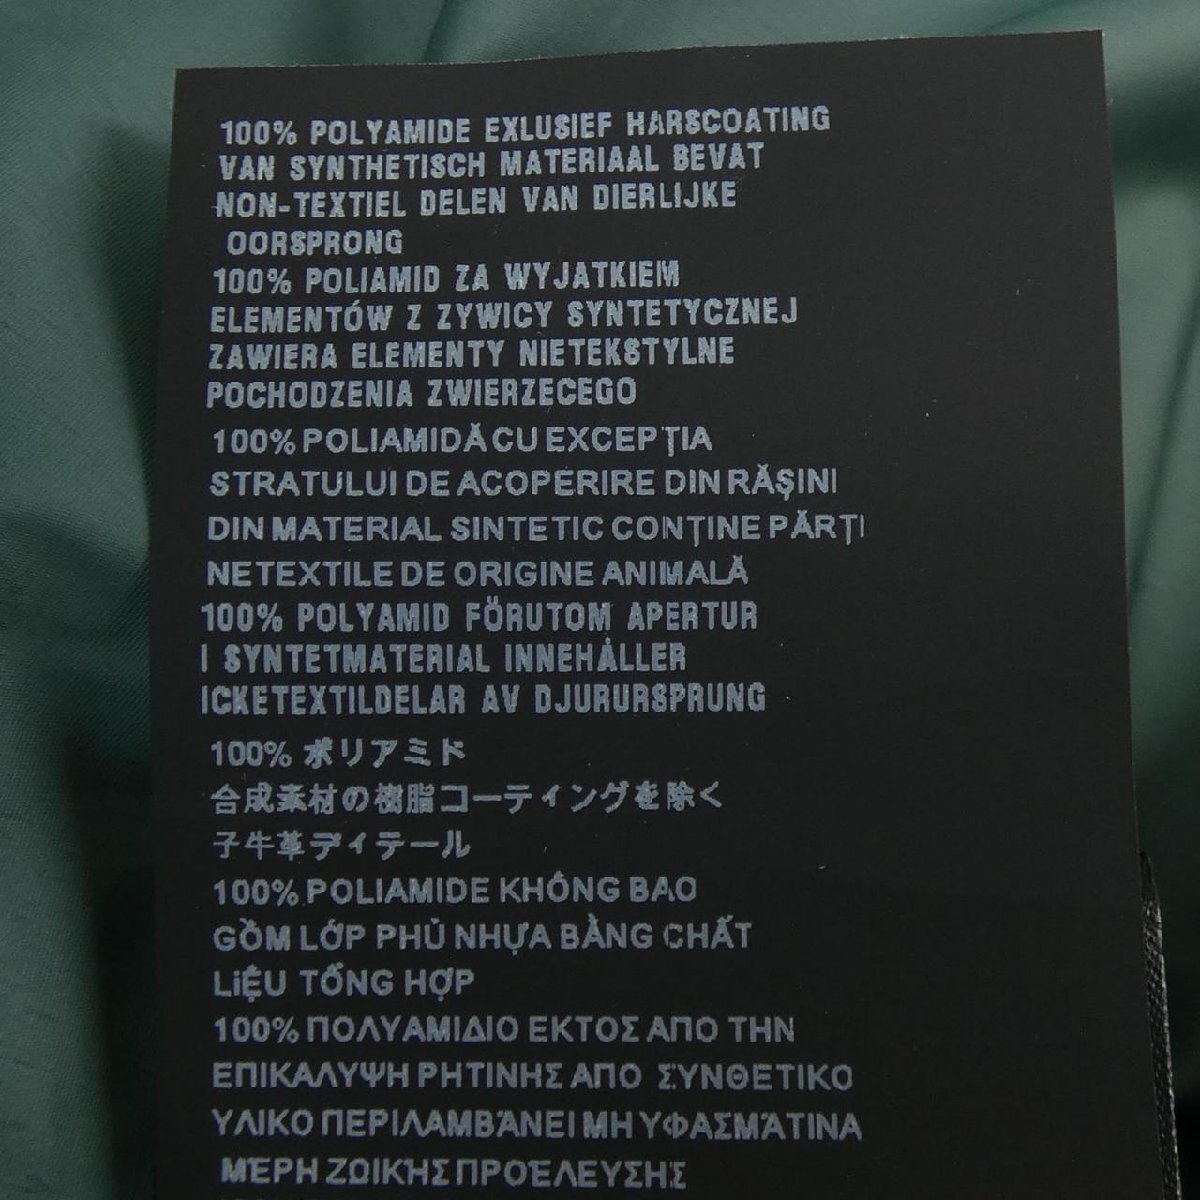 100% POLYAMIDE EXLUSIEF HARSCOATING
VAN SYNTHETISCH MATERIAAL BEVAT
NON-TEXTIEL DELEN VAN DIERLIJKE
OORSPRONG
100% POLIAMID ZA WYJATKIEM
ELEMENTÓW Z ZYWICY SYNTETYCZNEJ
ZAWIERA ELEMENTY NIETEKSTYLNE
POCHODZENIA ZWIERZECEGO
100% POLIAMIDĂ CU EXCEPȚIA
STRATULUI DE ACOPERIRE DIN RĂȘINI
DIN MATERIAL SINTETIC CONȚINE PĂRȚI
NETEXTILE DE ORIGINE ANIMALĂ
100% POLYAMID FÖRUTOM APERTUR
I SYNTETMATERIAL INNEHÅLLER
ICKETEXTILDELAR AV DJURURSPRUNG
100% ポリアミド
合成素材の樹脂コーティングを除く
子牛革ディテール
100% POLIAMIDE KHÔNG BAO
GỒM LỚP PHỦ NHỰA BẰNG CHẤT
LIỆU TỔNG HỢP
100% ΠΟΛΥΑΜΙΔΙΟ ΕΚΤΟΣ ΑΠΟ ΤΗΝ
ΕΠΙΚΑΛΥΨΗ ΡΗΤΙΝΗΣ ΑΠΟ ΣΥΝΘΕΤΙΚΟ
ΥΛΙΚΟ ΠΕΡΙΛΑΜΒΆΝΕΙ ΜΗ ΥΦΑΣΜΆΤΙΝΑ
ΜΈΡΗ ΖΩΙΚΉΣ ΠΡΟΈΛΕΥΣΗΣ